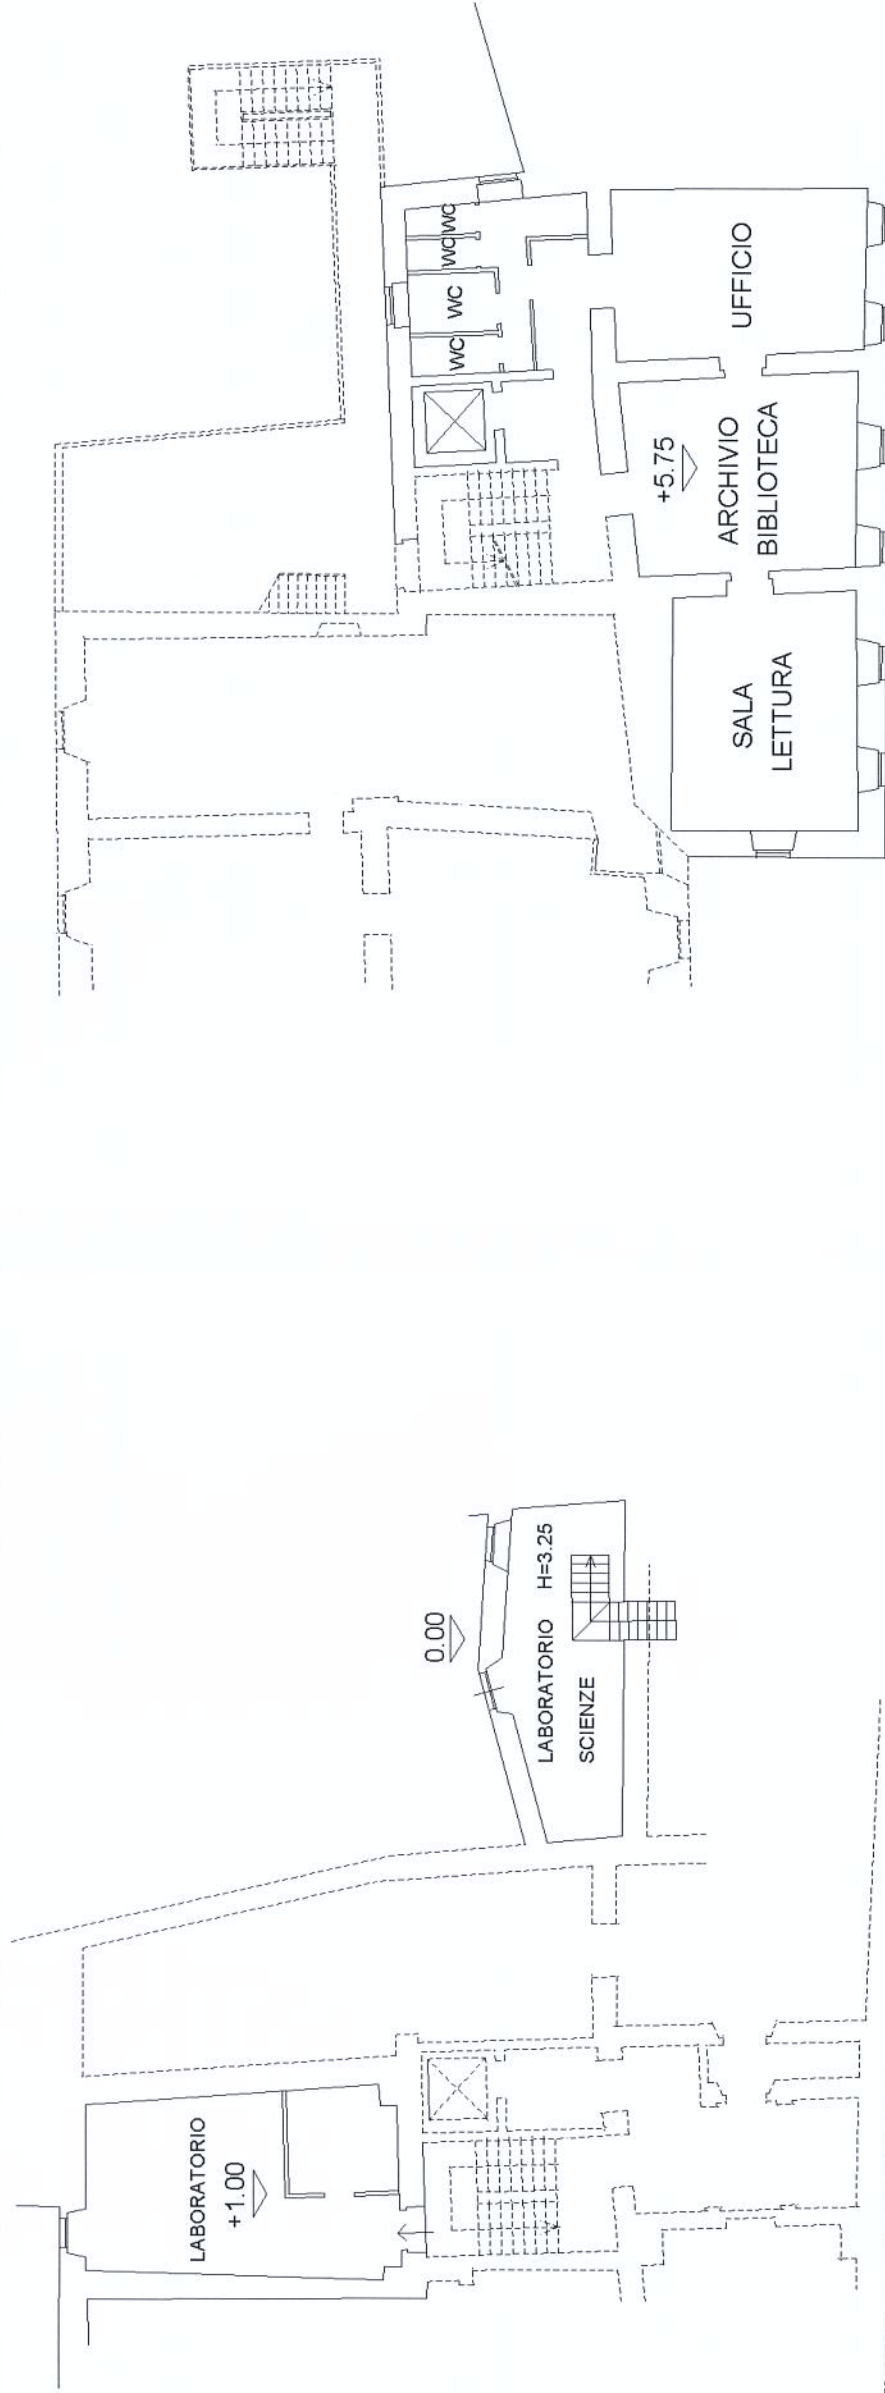 WC
WC
WC
WC
UFFICIO
+5.75
ARCHIVIO
BIBLIOTECA
SALA
LETTURA
0.00
LABORATORIO H=3.25
SCIENZE
LABORATORIO
+1.00